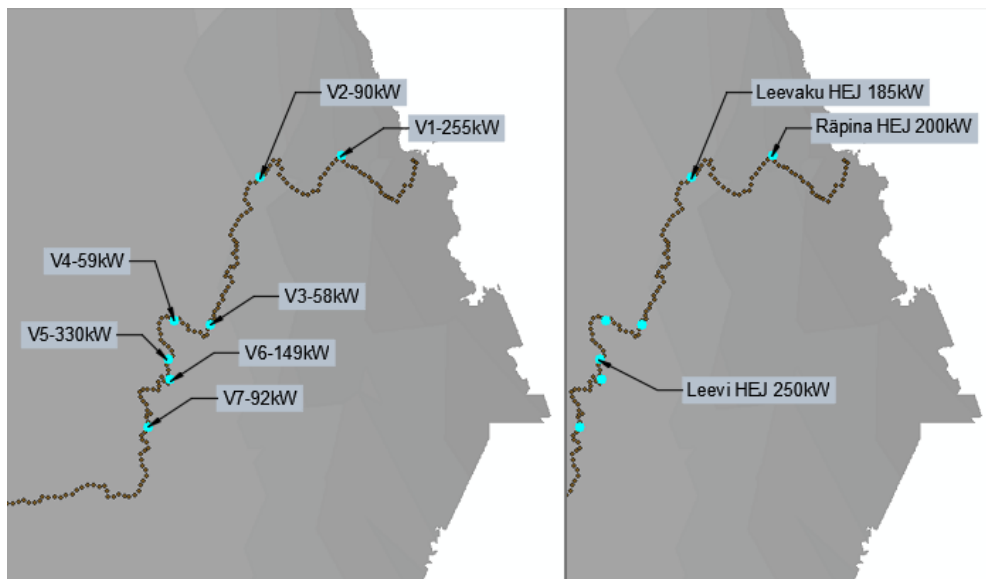 V2-90kW
V1-255kW
V4-59kW
V3-58kW
V5-330kW
V6-149kW
V7-92kW
Leevaku HEJ 185kW
Räpina HEJ 200kW
Leevi HEJ 250kW